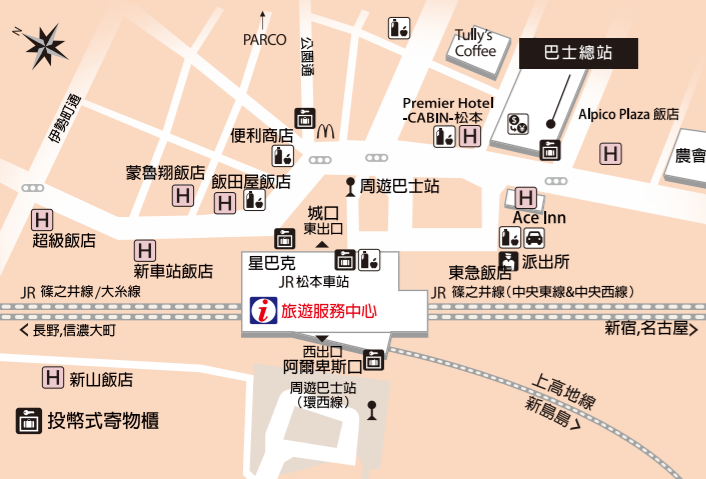 N
PARCO
公園通
Tully's
Coffee
巴士總站
伊勢町通
便利商店
Premier Hotel
-CABIN-松本
H
Alpico Plaza 飯店
H
農會
蒙魯翔飯店
H
飯田屋飯店
H
周遊巴士站
H
Ace Inn
H
超級飯店
H
新車站飯店
城口
東出口
星巴克
JR松本車站
東急飯店
派出所
JR 篠之井線/大糸線
i 旅遊服務中心
JR 篠之井線(中央東線&中央西線)
< 長野,信濃大町
新宿,名古屋>
西出口
阿爾卑斯口
H 新山飯店
周遊巴士站
(環西線)
上高地線
新島島>
投幣式寄物櫃